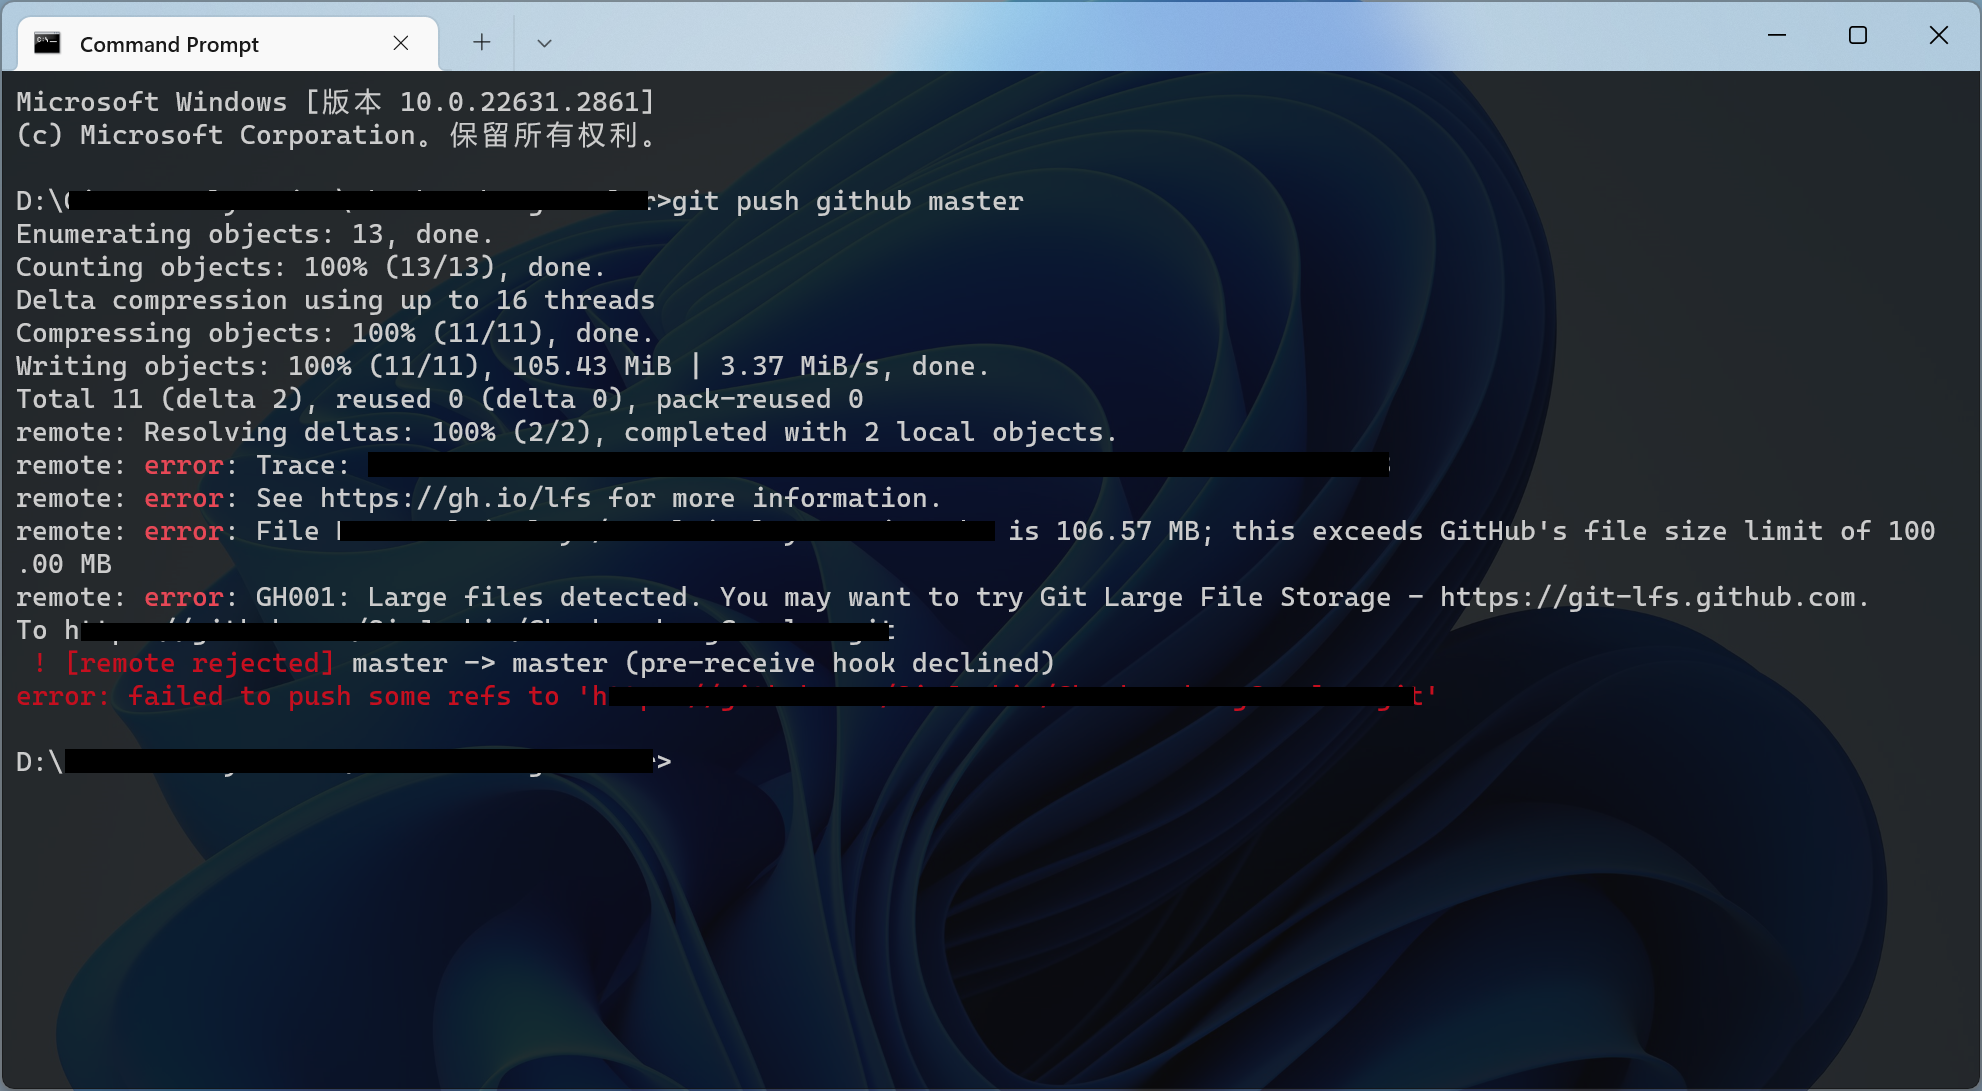 Command Prompt
Microsoft Windows [版本 10.0.22631.2861]
(c) Microsoft Corporation。保留所有权利。
D:\ >git push github master
Enumerating objects: 13, done.
Counting objects: 100% (13/13), done.
Delta compression using up to 16 threads
Compressing objects: 100% (11/11), done.
Writing objects: 100% (11/11), 105.43 MiB | 3.37 MiB/s, done.
Total 11 (delta 2), reused 0 (delta 0), pack-reused 0
remote: Resolving deltas: 100% (2/2), completed with 2 local objects.
remote: error: Trace:
remote: error: See https://gh.io/lfs for more information.
remote: error: File is 106.57 MB; this exceeds GitHub's file size limit of 100
.00 MB
remote: error: GH001: Large files detected. You may want to try Git Large File Storage - https://git-lfs.github.com.
To
! [remote rejected] master -> master (pre-receive hook declined)
error: failed to push some refs to '
D:\ >